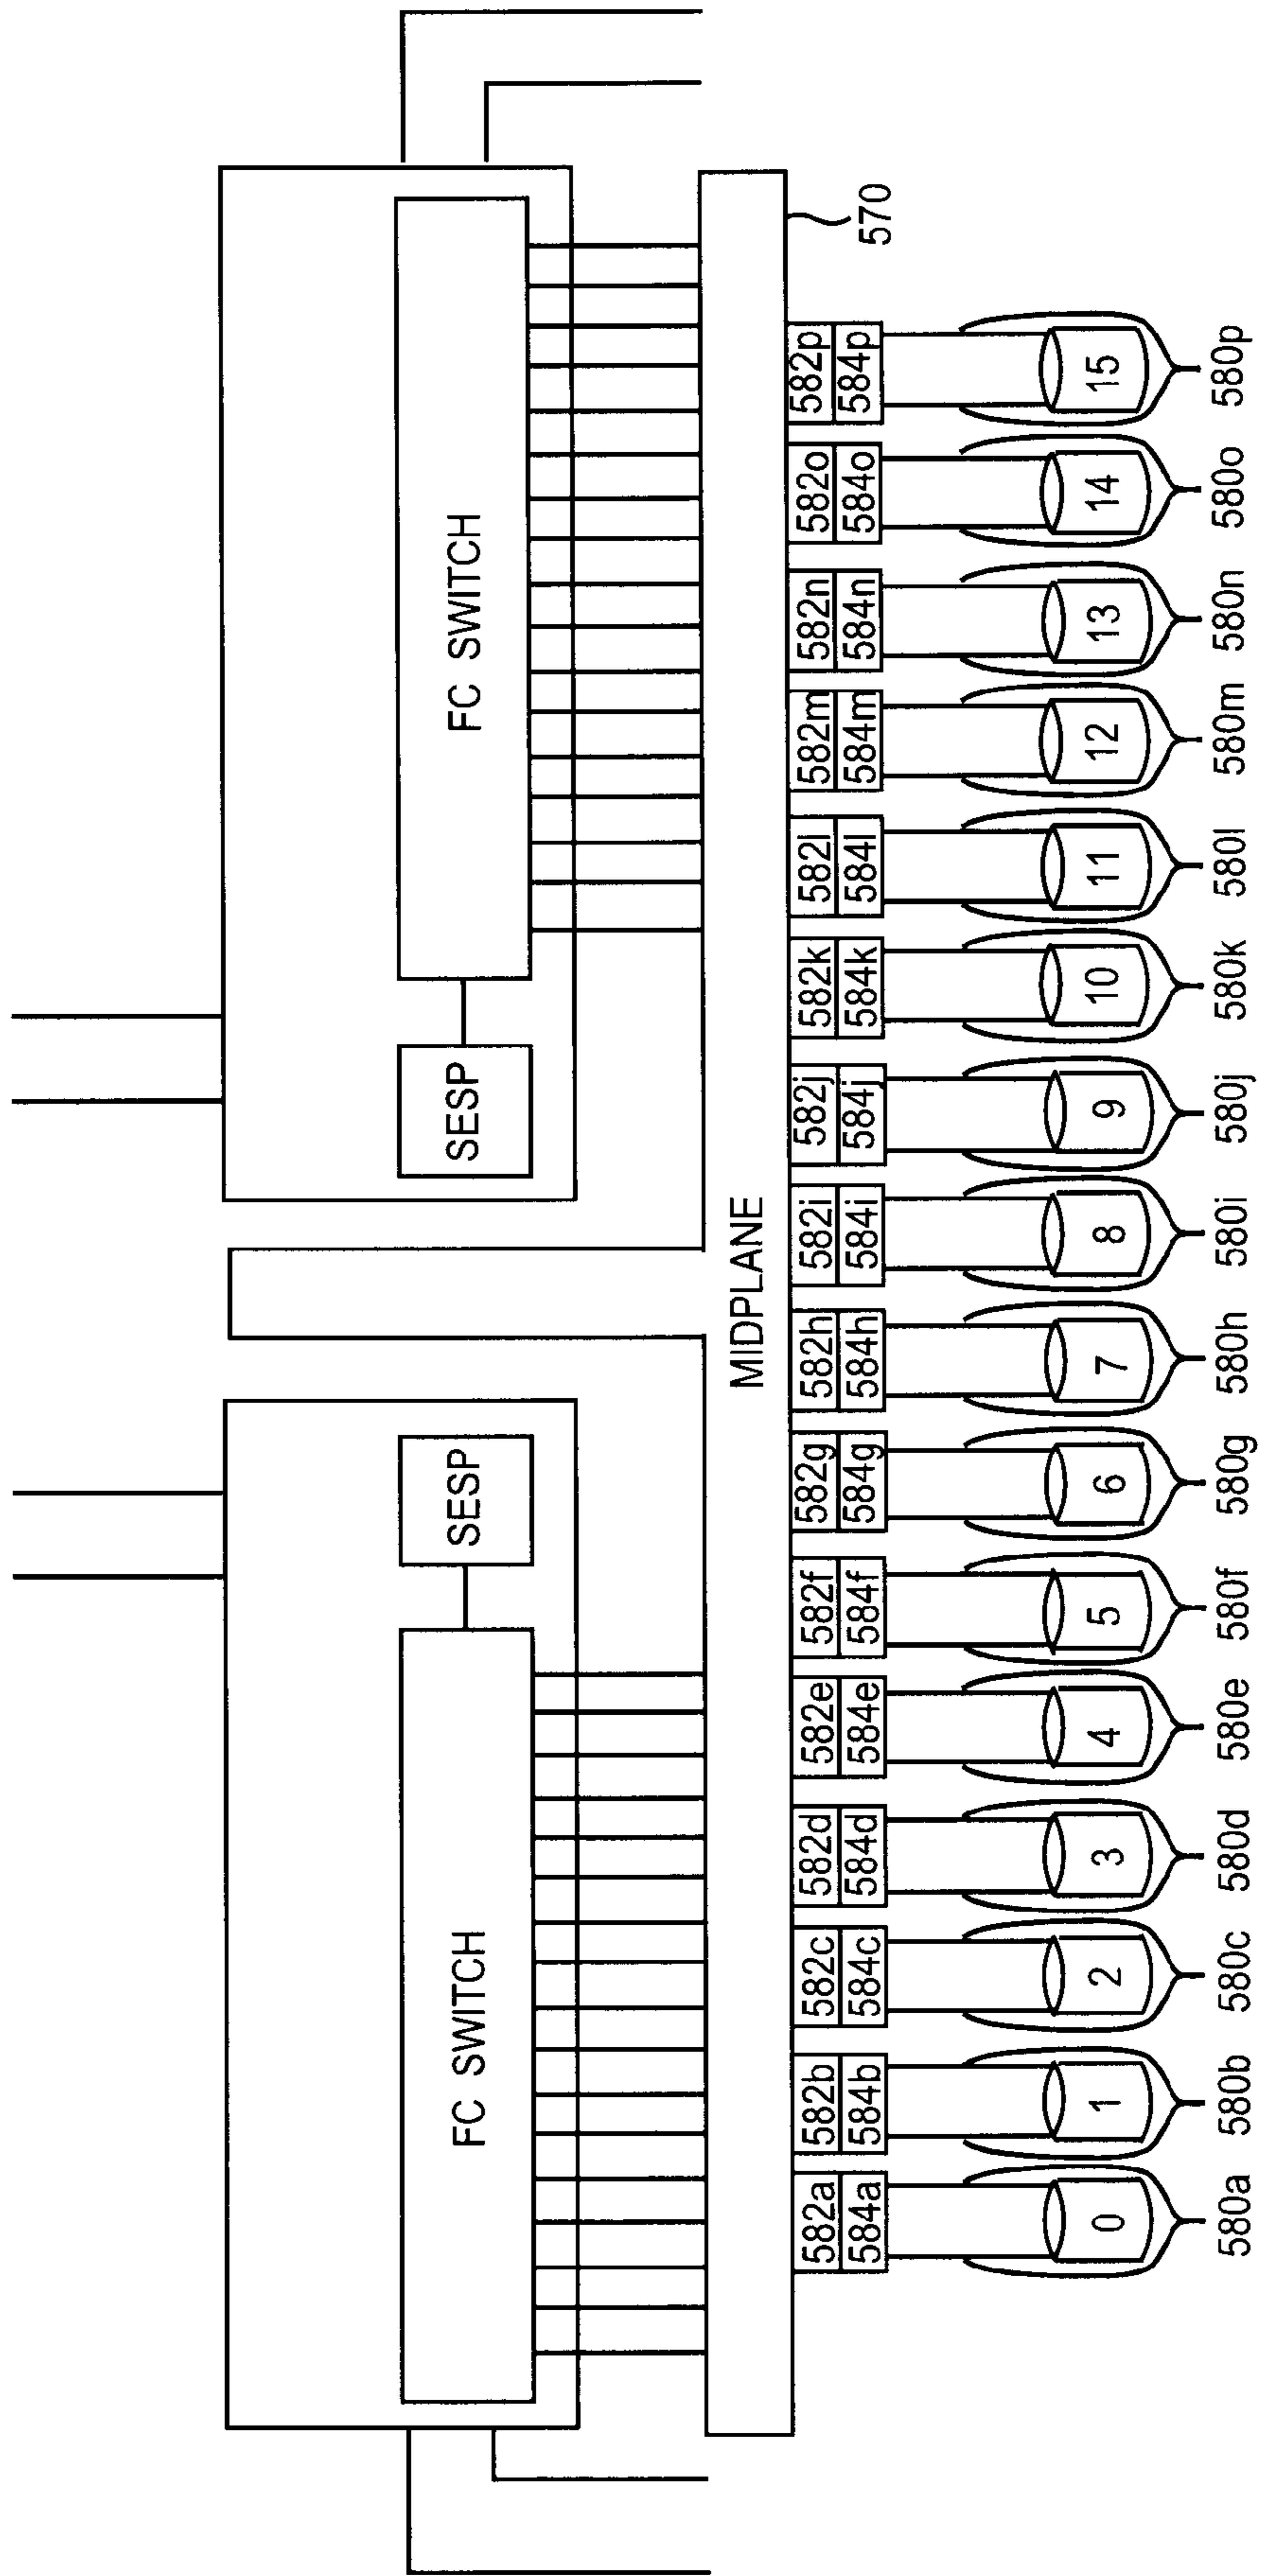 FC SWITCH
SESP
SESP
FC SWITCH
MIDPLANE
570
582a
582b
582c
582d
582e
582f
582g
582h
582i
582j
582k
582l
582m
582n
582o
582p
584a
584b
584c
584d
584e
584f
584g
584h
584i
584j
584k
584l
584m
584n
584o
584p
0
1
2
3
4
5
6
7
8
9
10
11
12
13
14
15
580a
580b
580c
580d
580e
580f
580g
580h
580i
580j
580k
580l
580m
580n
580o
580p